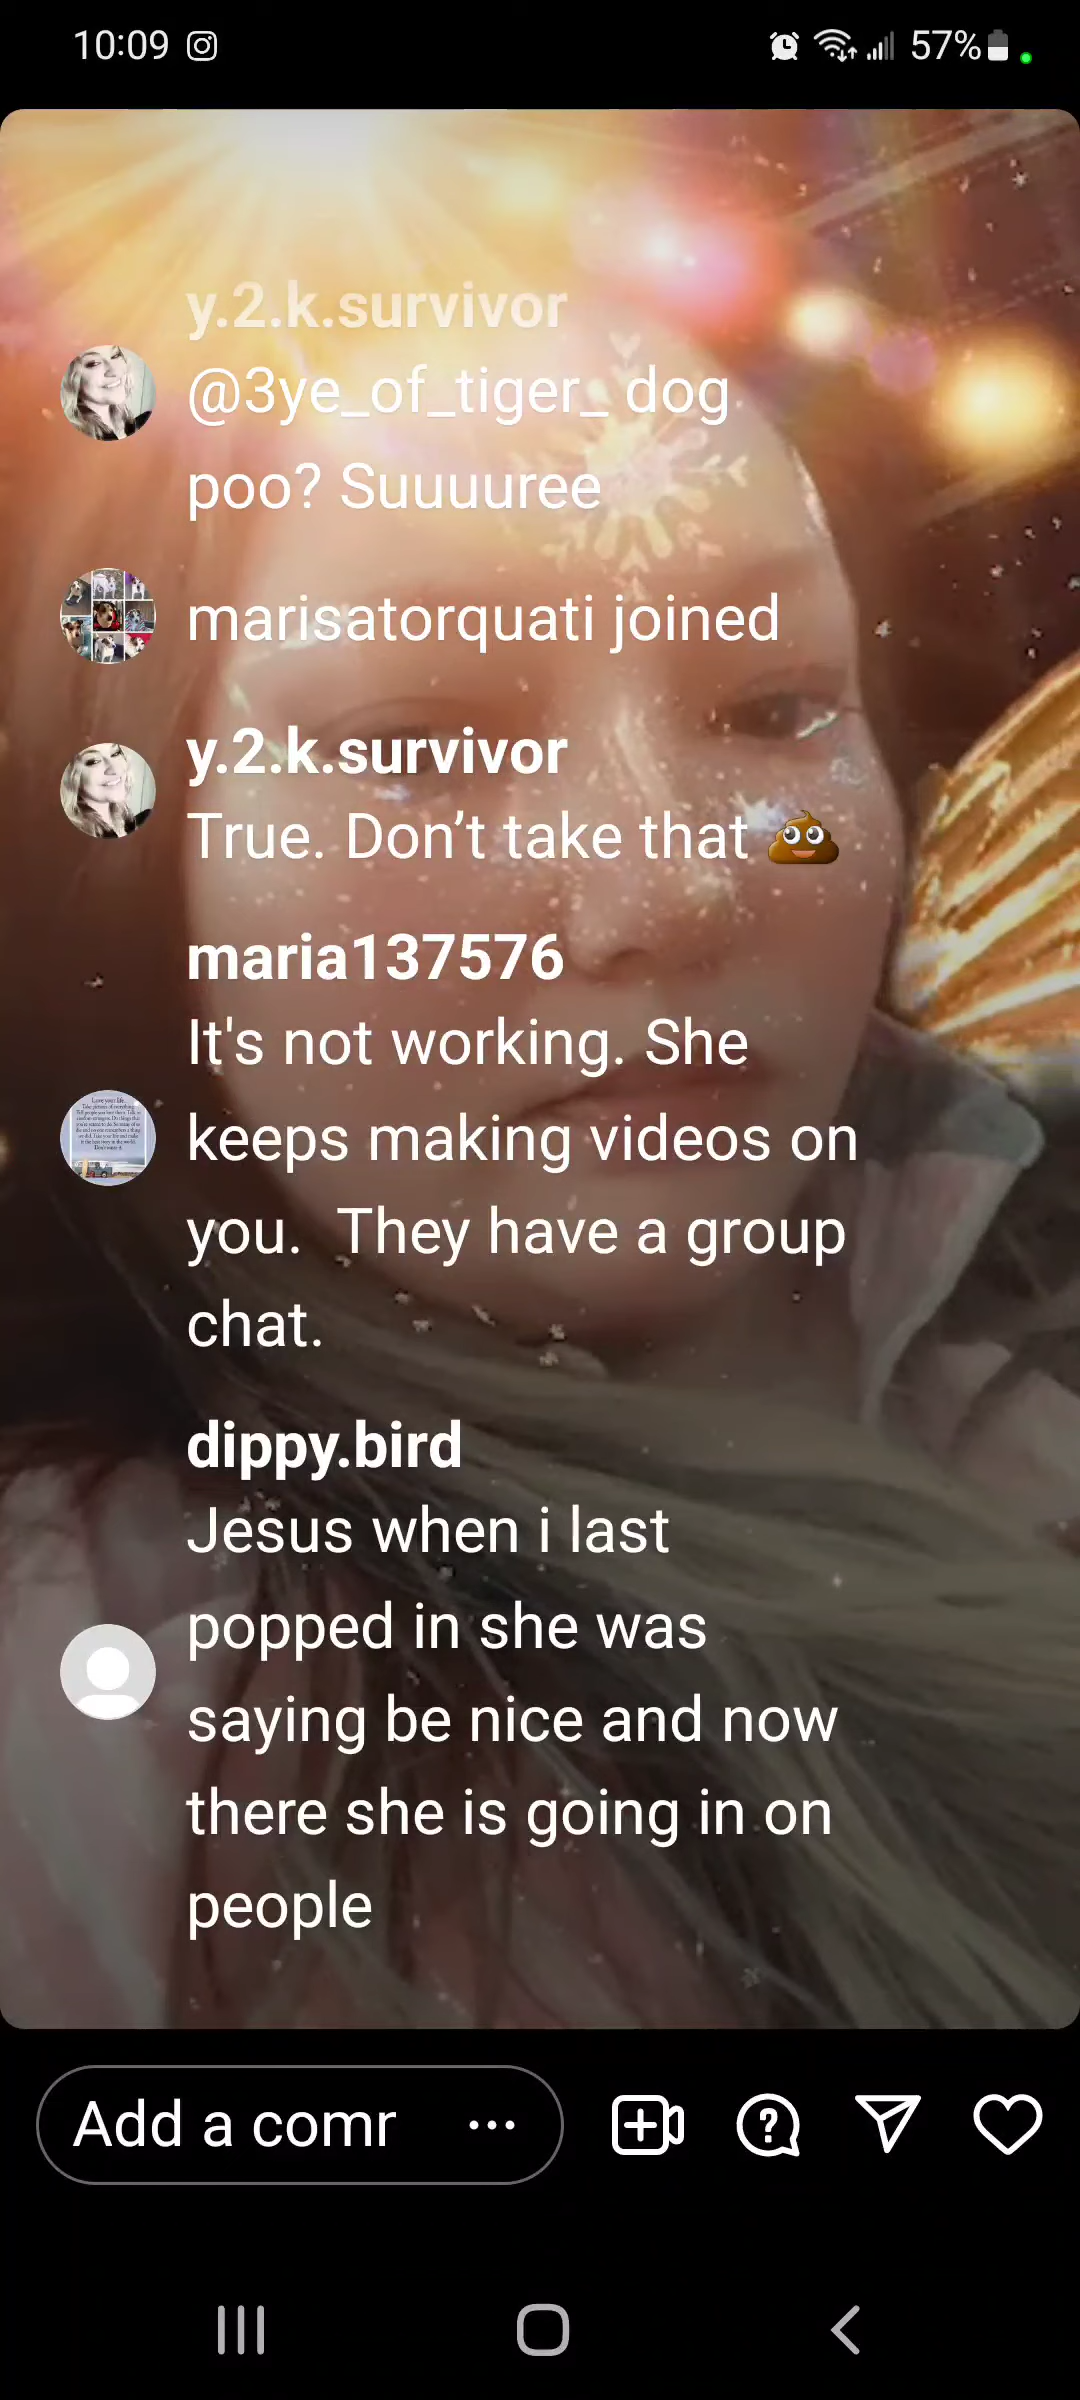 10:09
57%
y.2.k.survivor
@3ye_of_tiger_ dog
poo? Suuuuree
marisatorquati joined
y.2.k.survivor
True. Don’t take that 💩
maria137576
It's not working. She
keeps making videos on
you.  They have a group
chat.
dippy.bird
Jesus when i last
popped in she was
saying be nice and now
there she is going in on
people
Add a comr